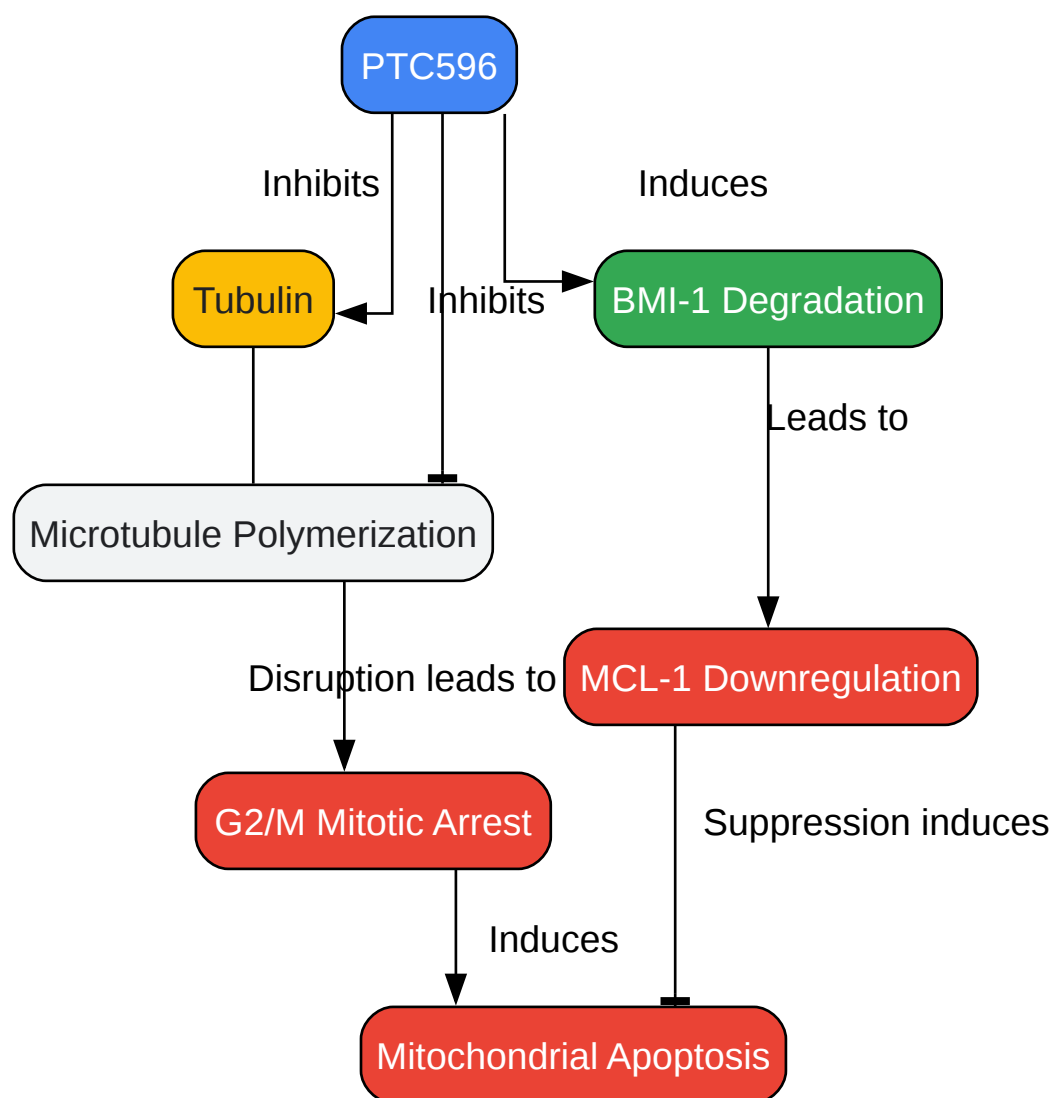 PTC596
Inhibits
Induces
Tubulin
Inhibits
BMI-1 Degradation
Leads to
Microtubule Polymerization
Disruption leads to
MCL-1 Downregulation
G2/M Mitotic Arrest
Suppression induces
Induces
Mitochondrial Apoptosis